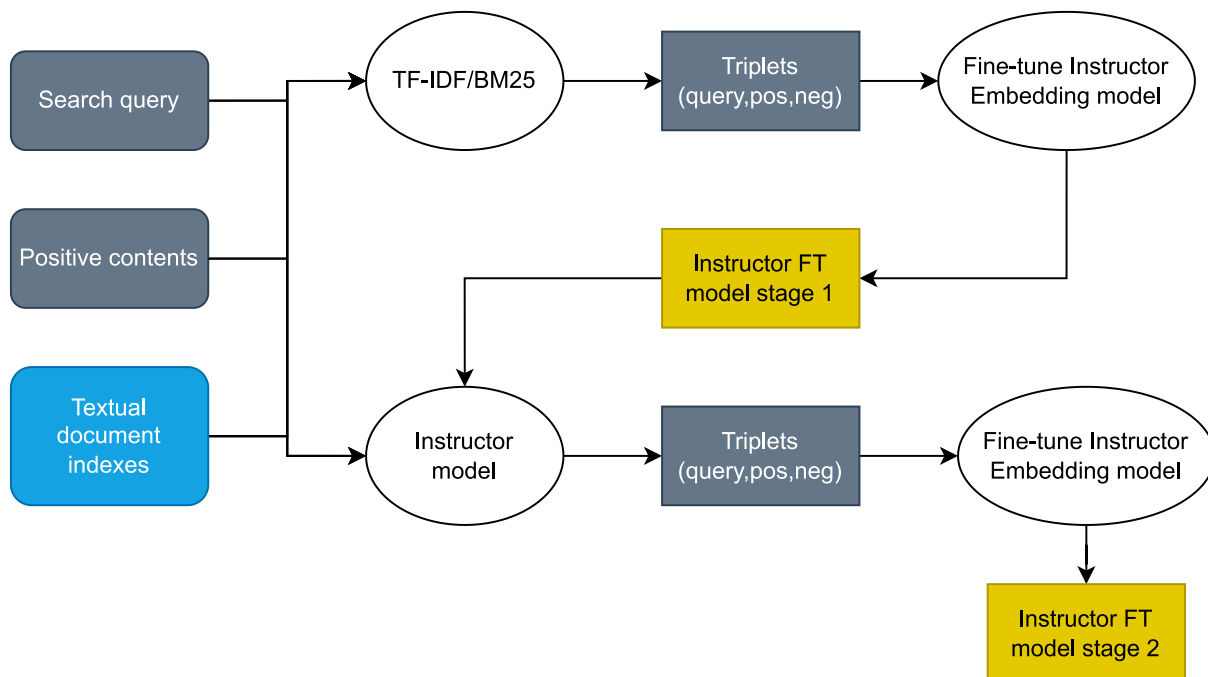 Search query
TF-IDF/BM25
Triplets
(query,pos,neg)
Fine-tune Instructor
Embedding model
Positive contents
Instructor FT
model stage 1
Textual
document
indexes
Instructor
model
Triplets
(query,pos,neg)
Fine-tune Instructor
Embedding model
Instructor FT
model stage 2